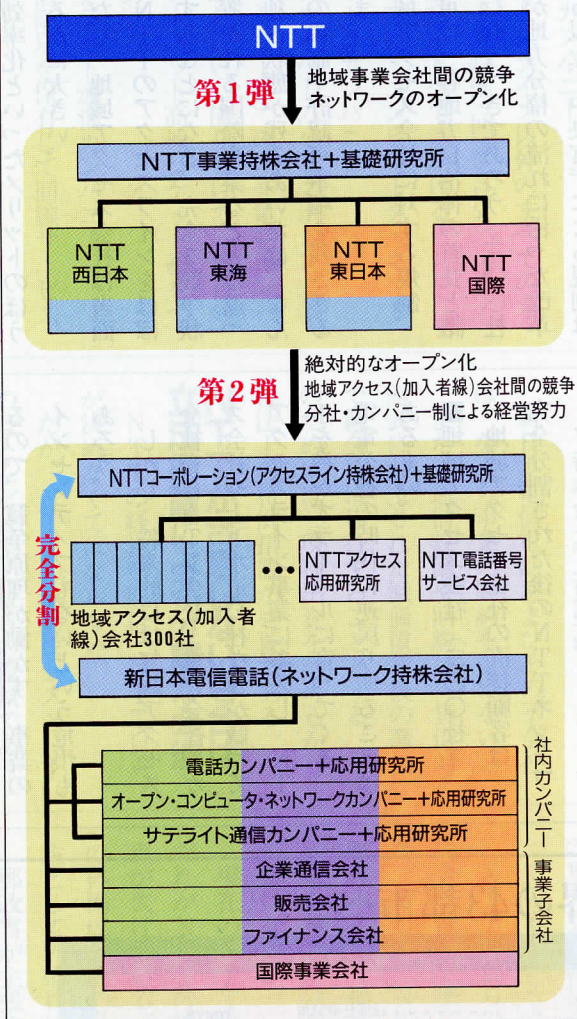 NTT
第1弾
地域事業会社間の競争
ネットワークのオープン化
NTT事業持株会社+基礎研究所
NTT
西日本
NTT
東海
NTT
東日本
NTT
国際
第2弾
絶対的なオープン化
地域アクセス(加入者線)会社間の競争
分社・カンパニー制による経営努力
完全分割
NTTコーポレーション(アクセスライン持株会社)+基礎研究所
地域アクセス(加入者
線)会社300社
•••
NTTアクセス
応用研究所
NTT電話番号
サービス会社
新日本電信電話(ネットワーク持株会社)
電話カンパニー+応用研究所
オープン・コンピュータ・ネットワークカンパニー+応用研究所
サテライト通信カンパニー+応用研究所
社内カンパニー
企業通信会社
販売会社
ファイナンス会社
国際事業会社
事業子会社